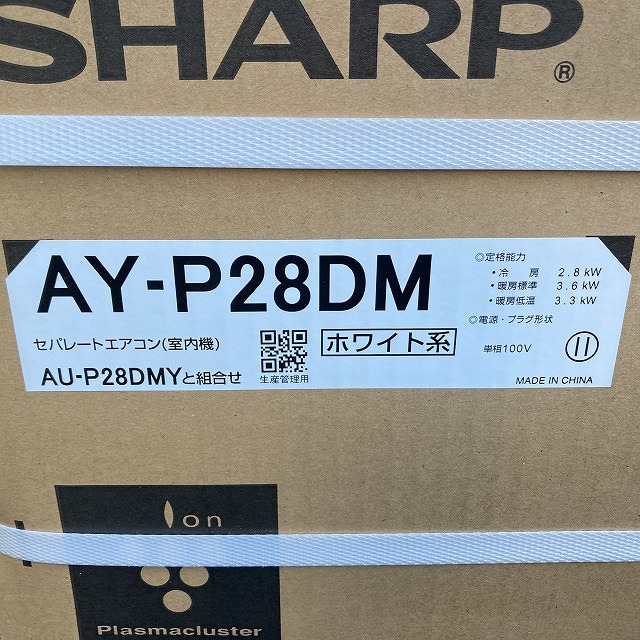 SHARP®
AY-P28DM
セパレートエアコン(室内機)
AU-P28DMYと組合せ
生産管理用
ホワイト系
◎定格能力
・冷 房 2.8 kW
・暖房標準 3.6 kW
・暖房低温 3.3 kW
◎電源・プラグ形状
単相100V
MADE IN CHINA
Ion
Plasmacluster